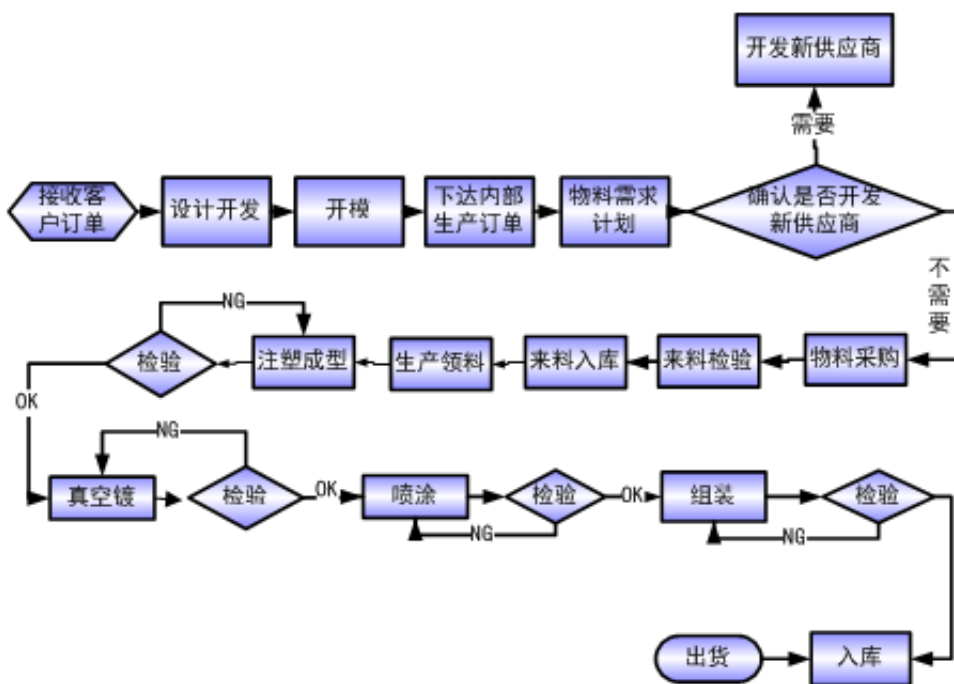 开发新供应商
需要
接收客
户订单
设计开发
开模
下达内部
生产订单
物料需求
计划
确认是否开发
新供应商
不
需
要
NG
检验
注塑成型
生产领料
来料入库
来料检验
物料采购
OK
NG
真空镀
检验
OK
喷涂
检验
NG
OK
组装
检验
NG
出货
入库